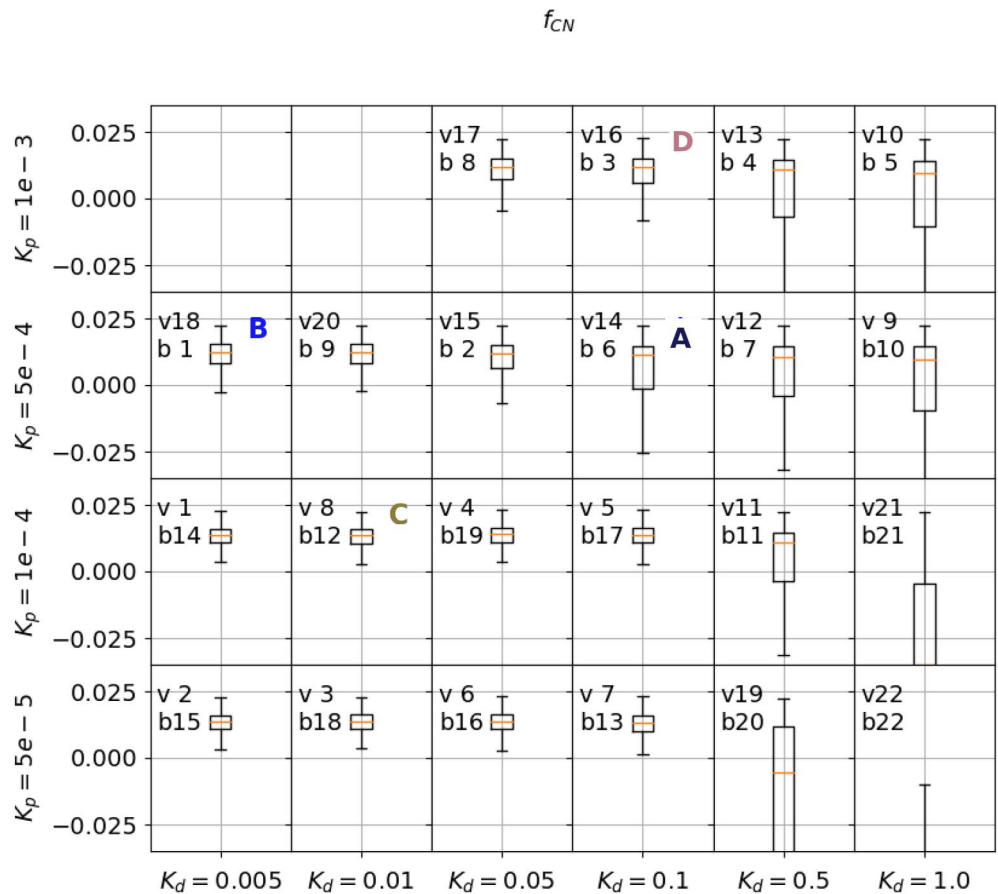 f_CN
K_p = 1e − 3
0.025
0.000
−0.025
v17
b 8
v16
b 3
D
v13
b 4
v10
b 5
K_p = 5e − 4
0.025
0.000
−0.025
v18
b 1
B
v20
b 9
v15
b 2
v14
b 6
A
v12
b 7
v 9
b10
K_p = 1e − 4
0.025
0.000
−0.025
v 1
b14
v 8
b12
C
v 4
b19
v 5
b17
v11
b11
v21
b21
K_p = 5e − 5
0.025
0.000
−0.025
v 2
b15
v 3
b18
v 6
b16
v 7
b13
v19
b20
v22
b22
K_d = 0.005
K_d = 0.01
K_d = 0.05
K_d = 0.1
K_d = 0.5
K_d = 1.0